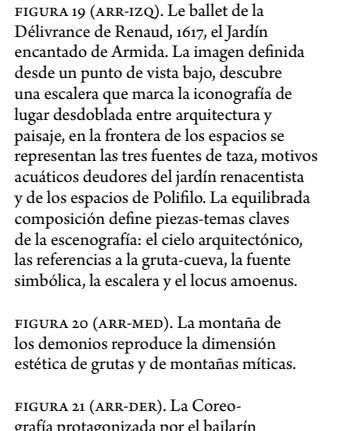 FIGURA 19 (ARR-IZQ). Le ballet de la
Délivrance de Renaud, 1617, el Jardín
encantado de Armida. La imagen definida
desde un punto de vista bajo, descubre
una escalera que marca la iconografía de
lugar desdoblada entre arquitectura y
paisaje, en la frontera de los espacios se
representan las tres fuentes de taza, motivos
acuáticos deudores del jardín renacentista
y de los espacios de Polifilo. La equilibrada
composición define piezas-temas claves
de la escenografía: el cielo arquitectónico,
las referencias a la gruta-cueva, la fuente
simbólica, la escalera y el locus amoenus.
FIGURA 20 (ARR-MED). La montaña de
los demonios reproduce la dimensión
estética de grutas y de montañas míticas.
FIGURA 21 (ARR-DER). La Coreo-
grafía protagonizada por el bailarín